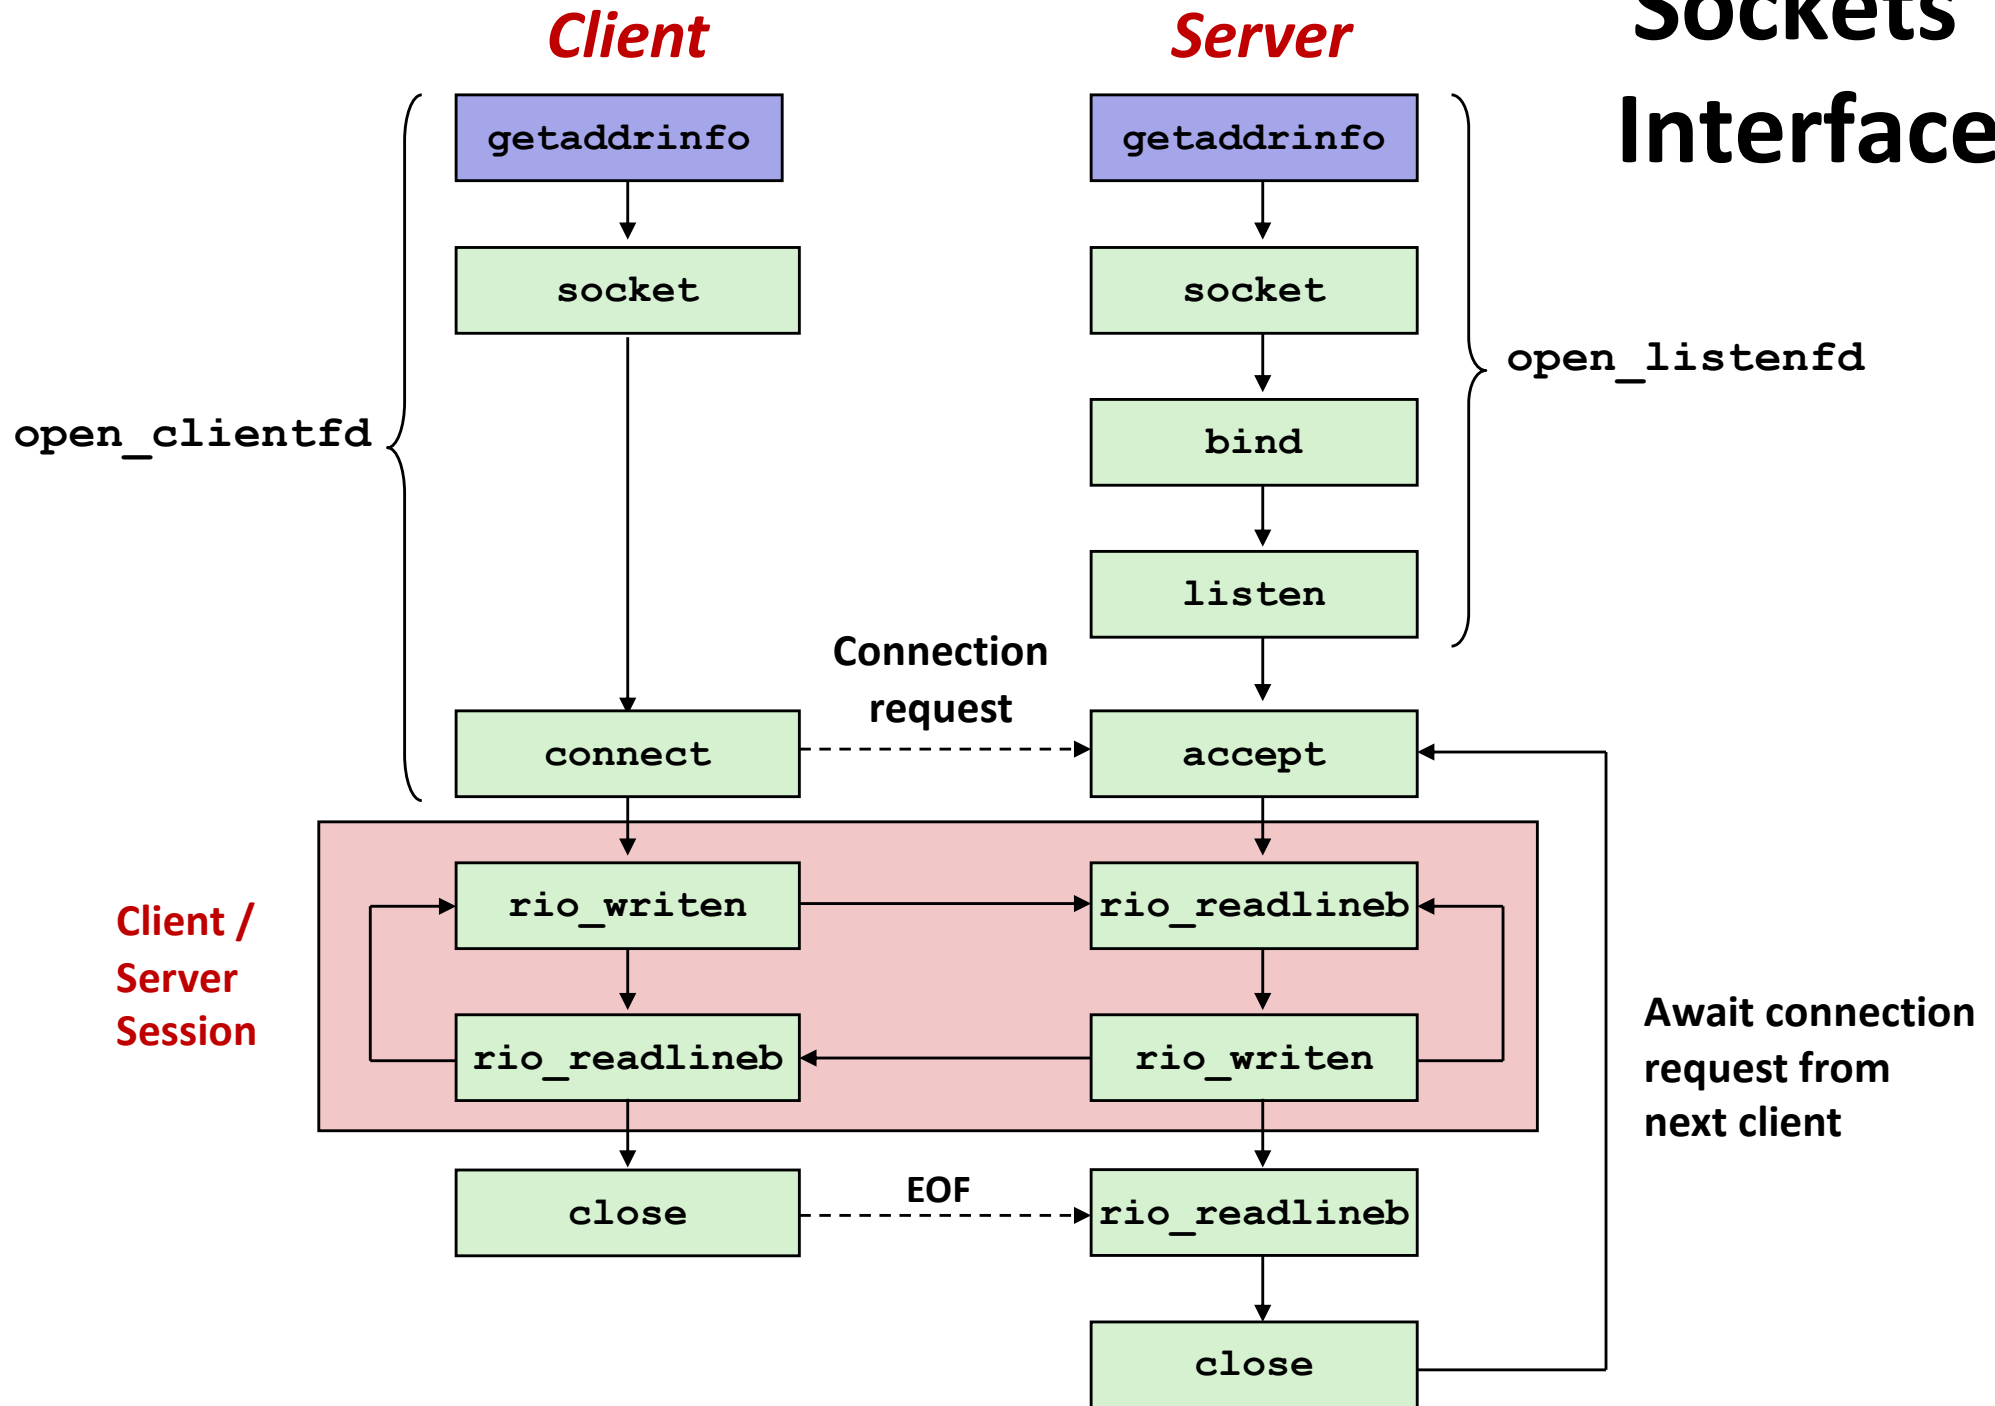 Sockets
Interface
Client
Server
getaddrinfo
getaddrinfo
socket
socket
open_listenfd
open_clientfd
bind
listen
Connection
request
connect
accept
Client /
Server
Session
rio_writen
rio_readlineb
rio_readlineb
rio_writen
Await connection
request from
next client
close
EOF
rio_readlineb
close